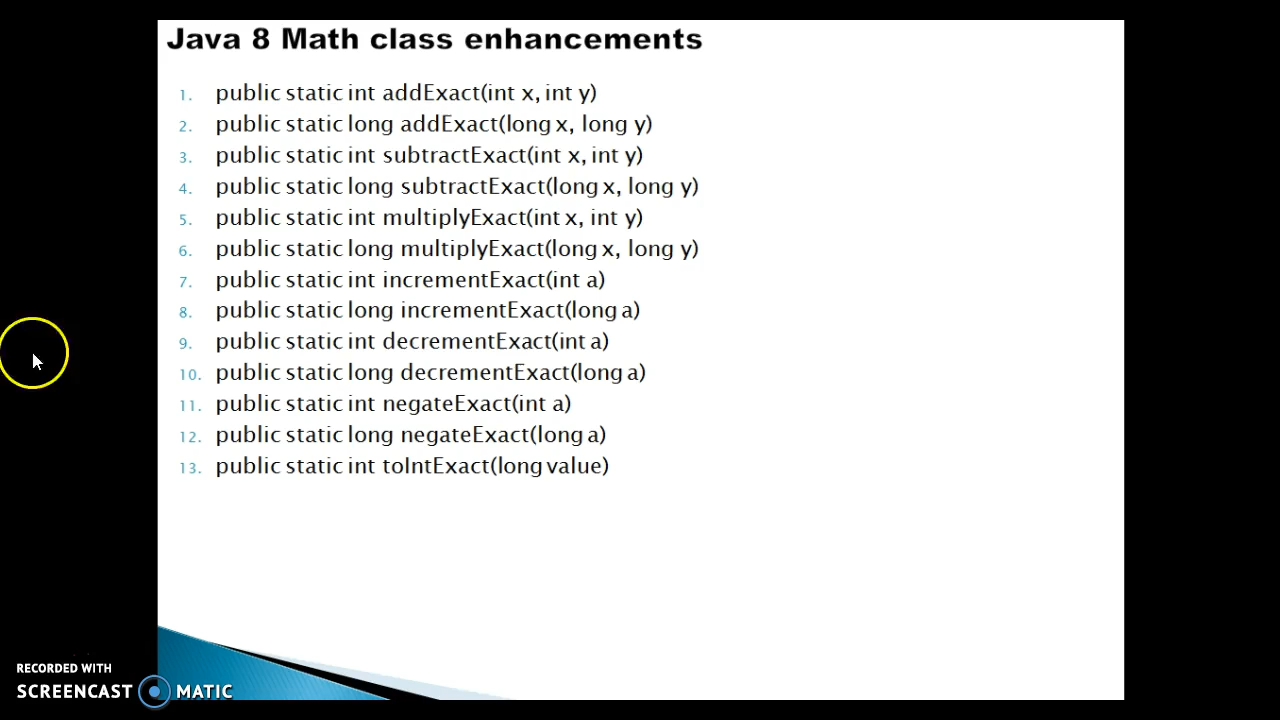 Java 8 Math class enhancements
1. public static int addExact(int x, int y)
2. public static long addExact(long x, long y)
3. public static int subtractExact(int x, int y)
4. public static long subtractExact(long x, long y)
5. public static int multiplyExact(int x, int y)
6. public static long multiplyExact(long x, long y)
7. public static int incrementExact(int a)
8. public static long incrementExact(long a)
9. public static int decrementExact(int a)
10. public static long decrementExact(long a)
11. public static int negateExact(int a)
12. public static long negateExact(long a)
13. public static int toIntExact(long value)
RECORDED WITH
SCREENCAST MATIC